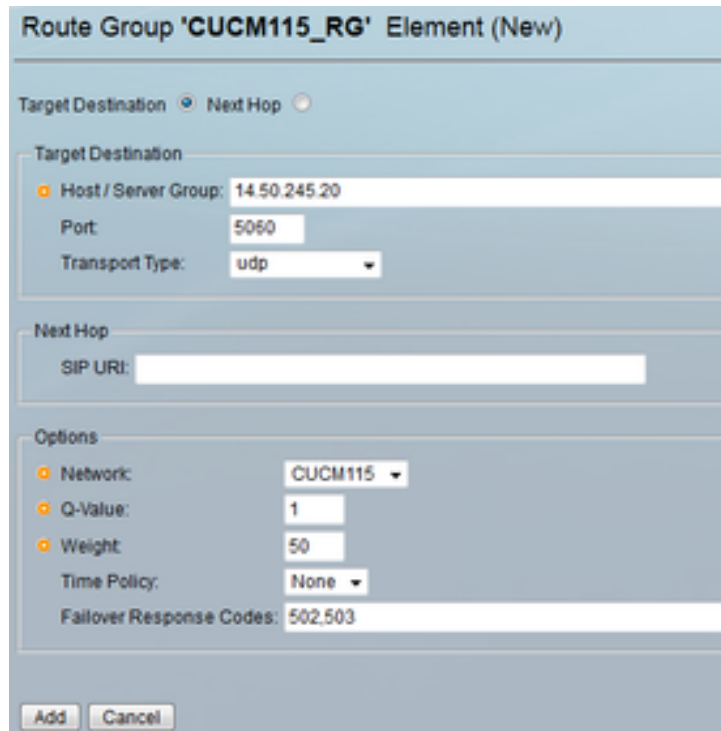 Route Group 'CUCM115_RG' Element (New)
Target Destination Next Hop
Target Destination
Host / Server Group: 14.50.245.20
Port: 5060
Transport Type: udp
Next Hop
SIP URI:
Options
Network: CUCM115
Q-Value: 1
Weight: 50
Time Policy: None
Failover Response Codes: 502,503
Add Cancel